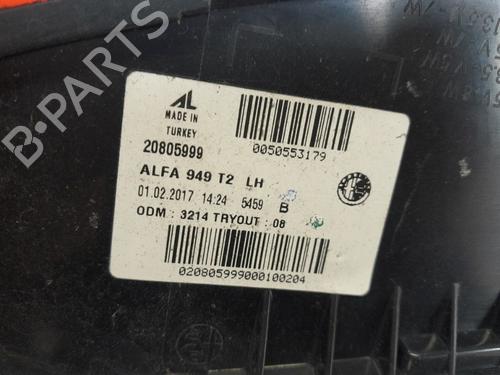 AL
MADE IN
TURKEY
20805999
0050553179
ALFA 949 T2 LH
01.02.2017 14:24 5459 B
ODM : 3214 TRYOUT : 08
020805999000100204
B-PARTS